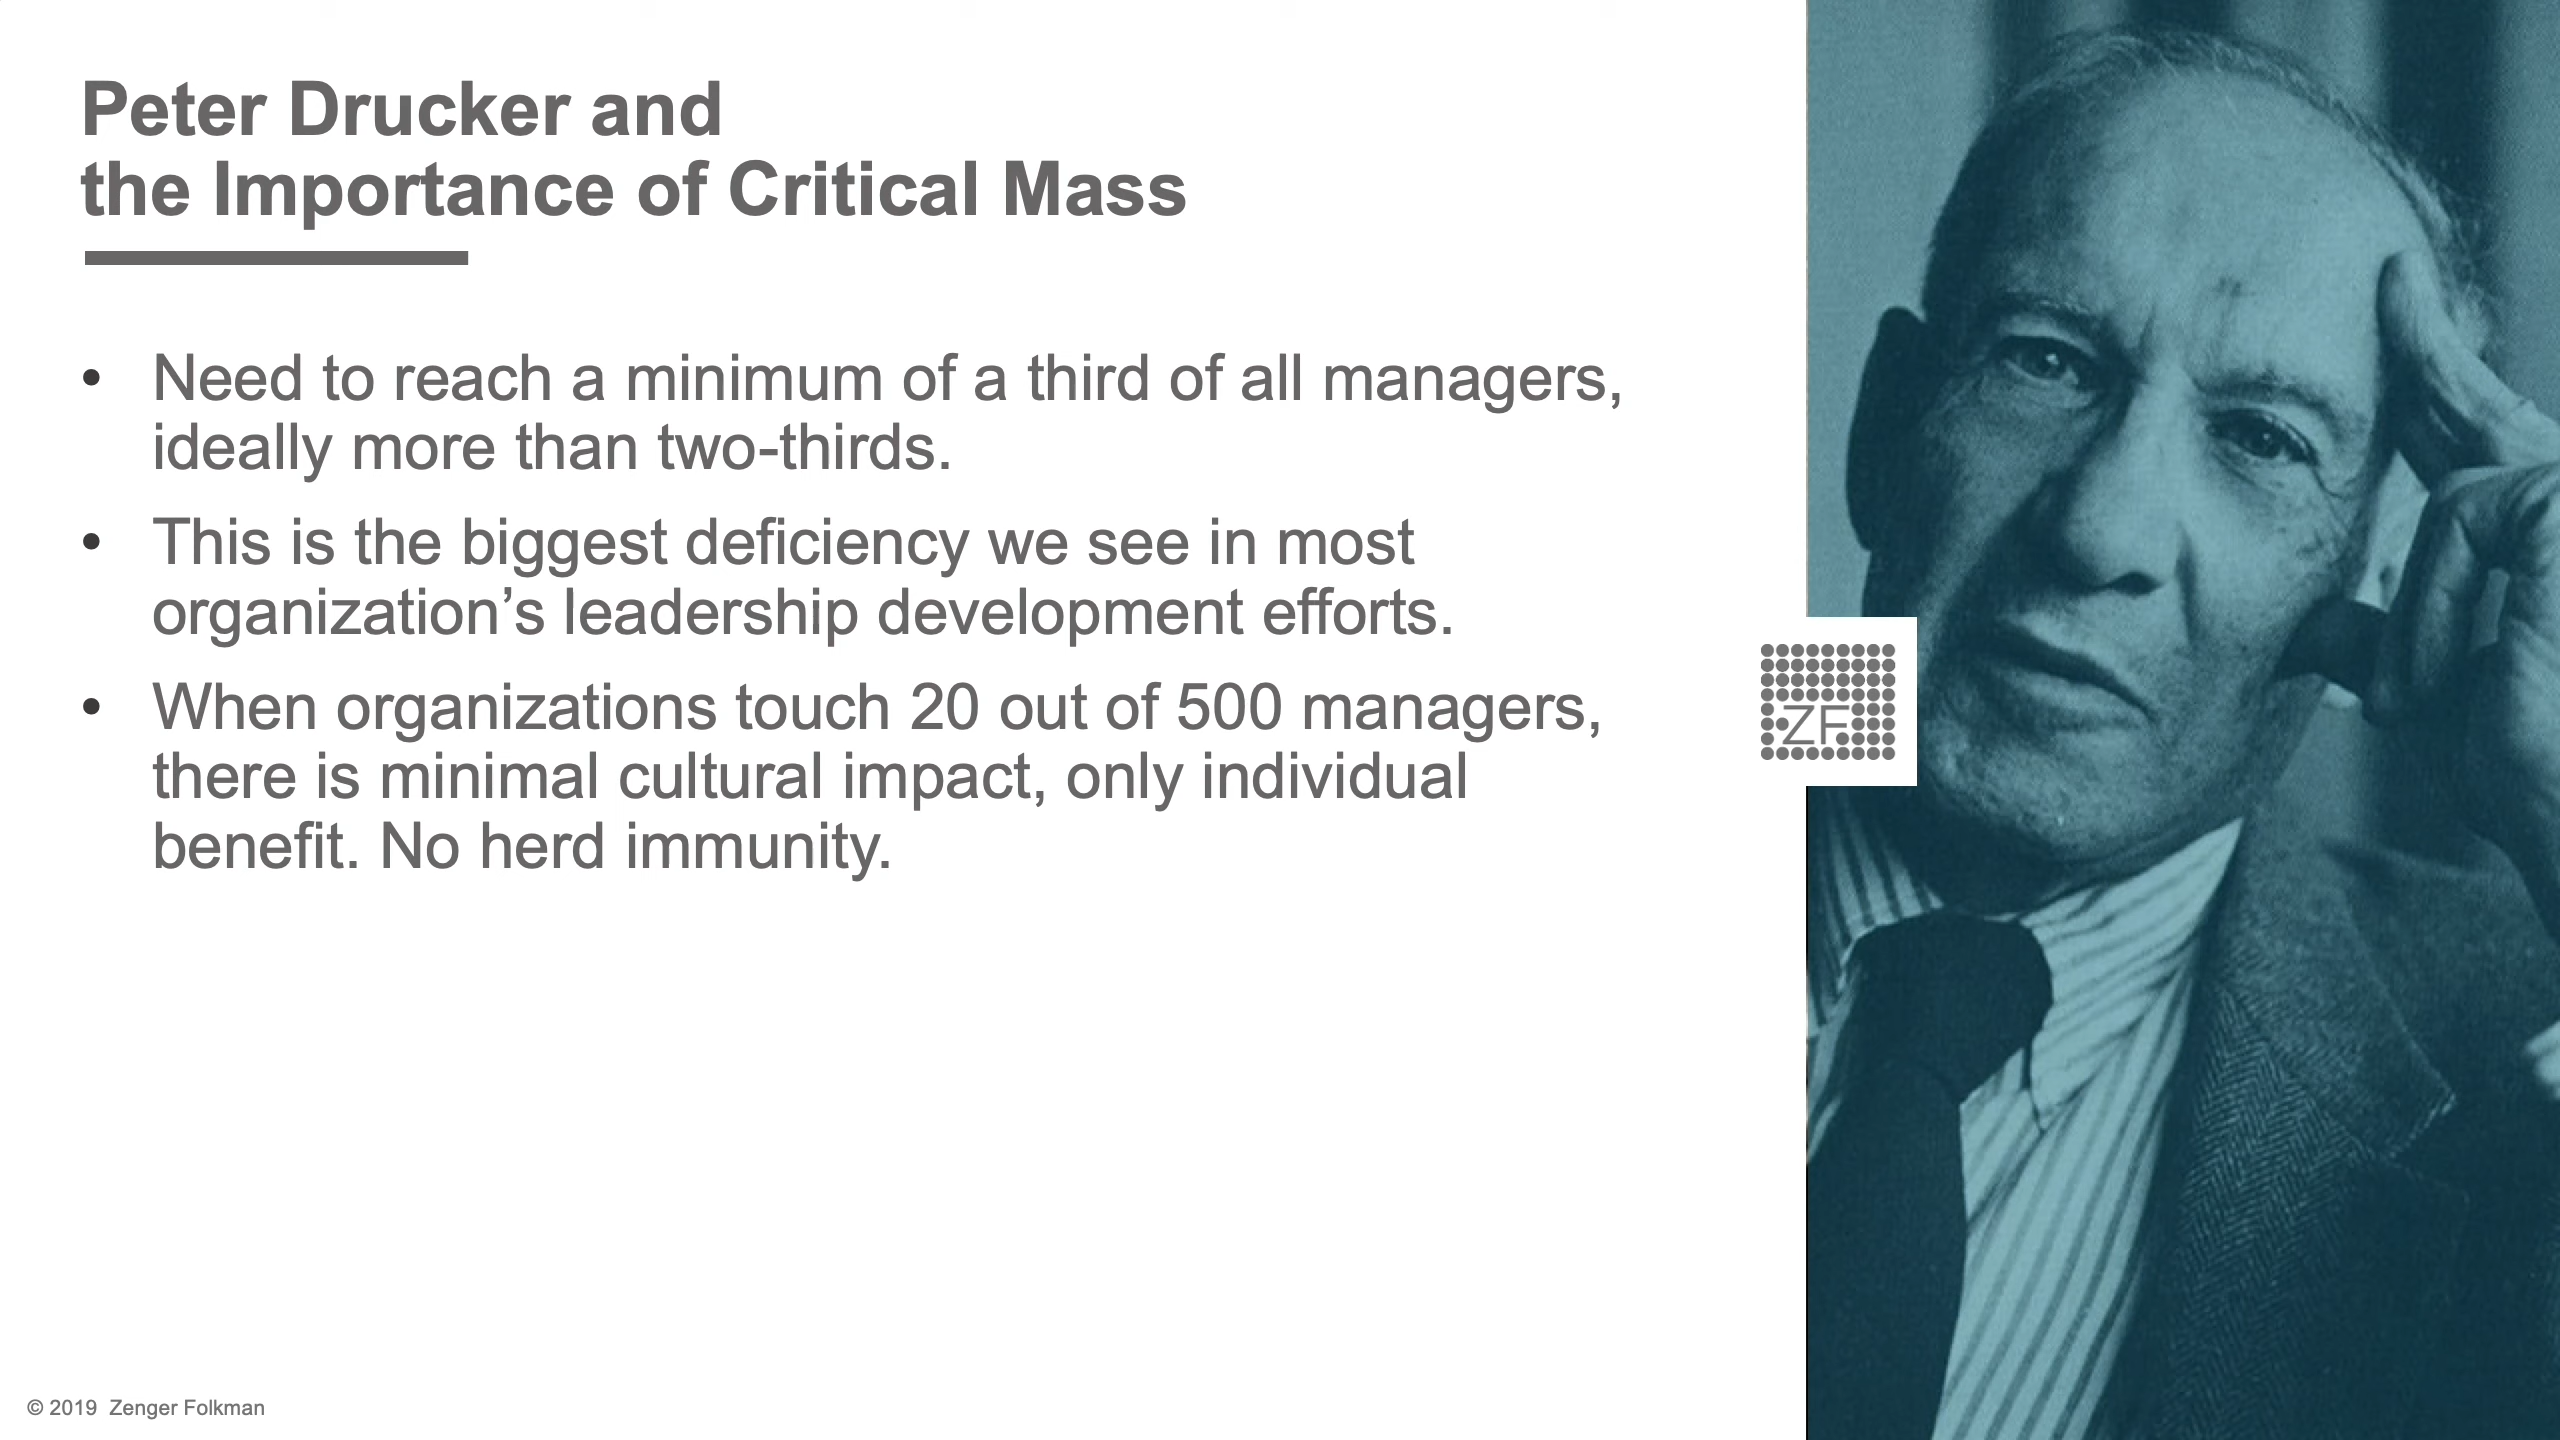 Peter Drucker and
the Importance of Critical Mass
• Need to reach a minimum of a third of all managers,
ideally more than two-thirds.
• This is the biggest deficiency we see in most
organization’s leadership development efforts.
• When organizations touch 20 out of 500 managers,
there is minimal cultural impact, only individual
benefit. No herd immunity.
ZF
© 2019 Zenger Folkman